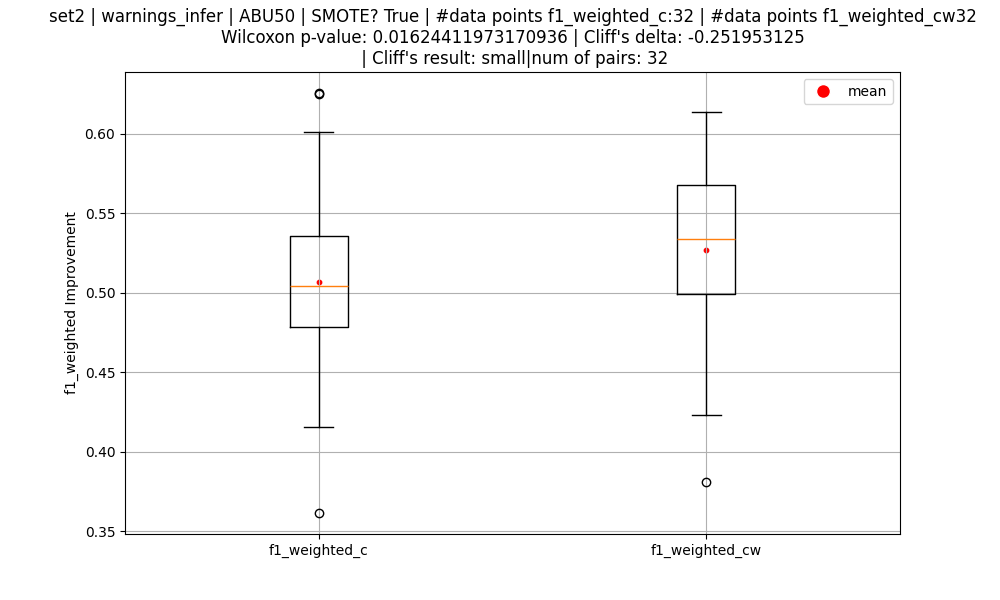 set2 | warnings_infer | ABU50 | SMOTE? True | #data points f1_weighted_c:32 | #data points f1_weighted_cw32
Wilcoxon p-value: 0.01624411973170936 | Cliff's delta: -0.251953125
| Cliff's result: small|num of pairs: 32
mean
f1_weighted Improvement
0.60
0.55
0.50
0.45
0.40
0.35
f1_weighted_c
f1_weighted_cw